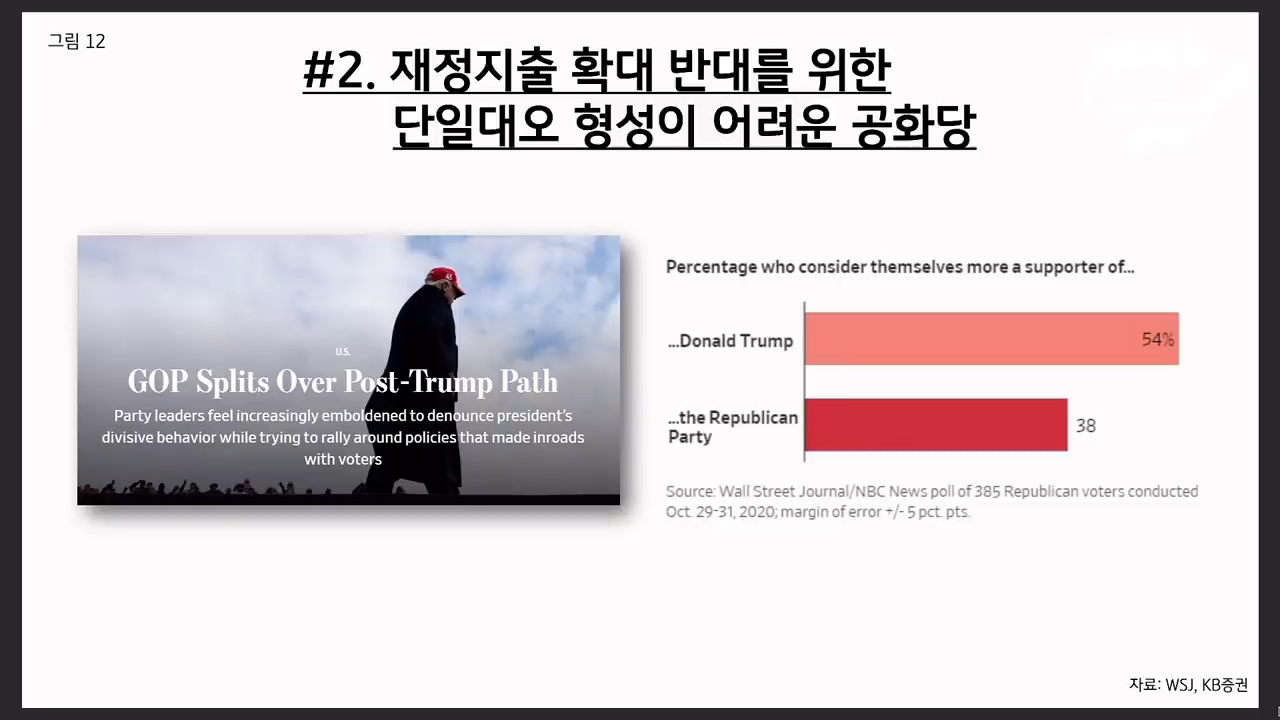 그림 12
#2. 재정지출 확대 반대를 위한
단일대오 형성이 어려운 공화당
U.S.
GOP Splits Over Post-Trump Path
Party leaders feel increasingly emboldened to denounce president's
divisive behavior while trying to rally around policies that made inroads
with voters
Percentage who consider themselves more a supporter of...
...Donald Trump
54%
...the Republican
Party
38
Source: Wall Street Journal/NBC News poll of 385 Republican voters conducted
Oct. 29-31, 2020; margin of error +/- 5 pct. pts.
자료: WSJ, KB증권